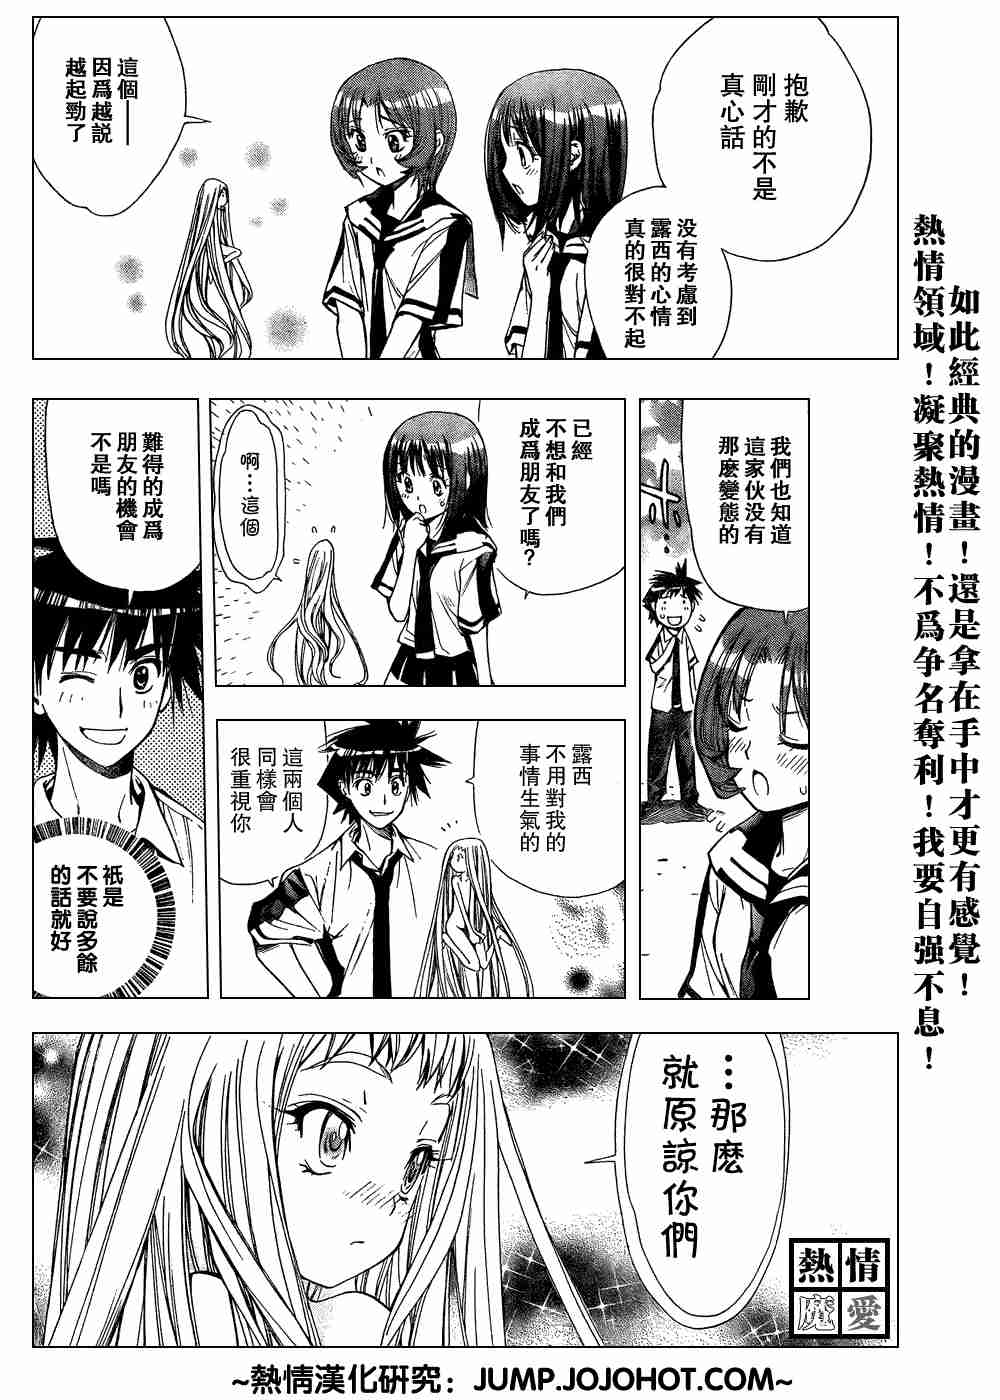 抱歉
剛才的不是
真心話
没有考慮到
露西的心情
真的很對不起
這個——
因爲越説
越起勁了
我們也知道
這家伙没有
那麼變態的
已經
不想和我們
成爲朋友了嗎?
啊…這個
露西
不用對我的
事情生氣的
這兩個人
同樣會
很重視你
難得的成爲
朋友的機會
不是嗎
衹是
不要說多餘
的話就好
…那麼
就原諒你們
如此經典的漫畫!還是拿在手中才更有感覺!
熱情領域!凝聚熱情!不爲争名奪利!我要自强不息!
熱情
魔愛
~熱情漢化研究：JUMP.JOJOHOT.COM~